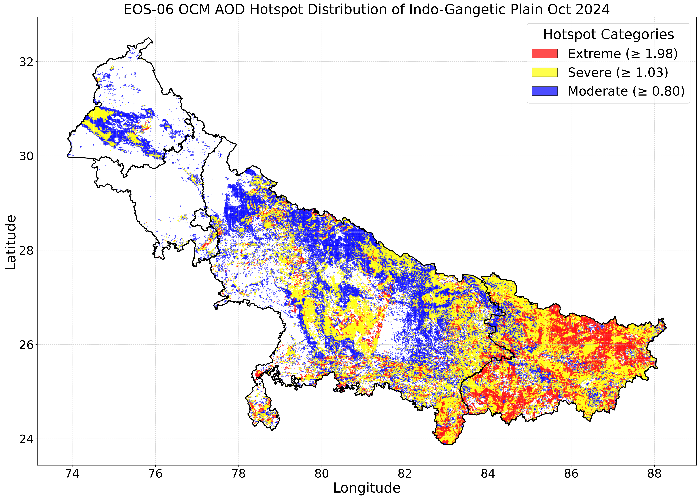 EOS-06 OCM AOD Hotspot Distribution of Indo-Gangetic Plain Oct 2024
Hotspot Categories
Extreme (≥ 1.98)
Severe (≥ 1.03)
Moderate (≥ 0.80)
Latitude
32
30
28
26
24
74 76 78 80 82 84 86 88
Longitude